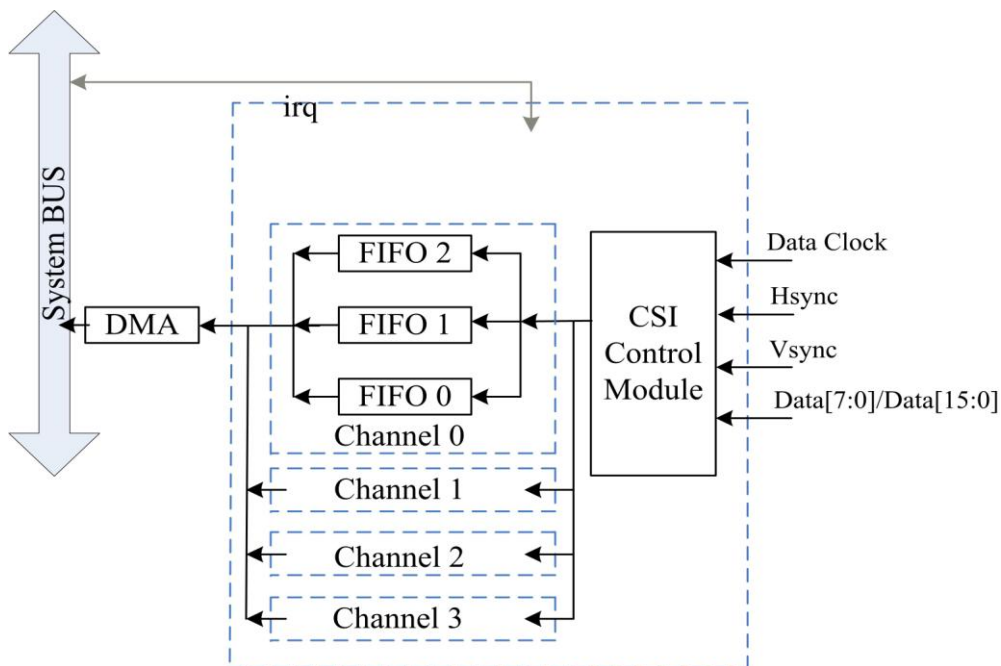 irq
System BUS
DMA
FIFO 2
FIFO 1
FIFO 0
Channel 0
Channel 1
Channel 2
Channel 3
CSI
Control
Module
Data Clock
Hsync
Vsync
Data[7:0]/Data[15:0]